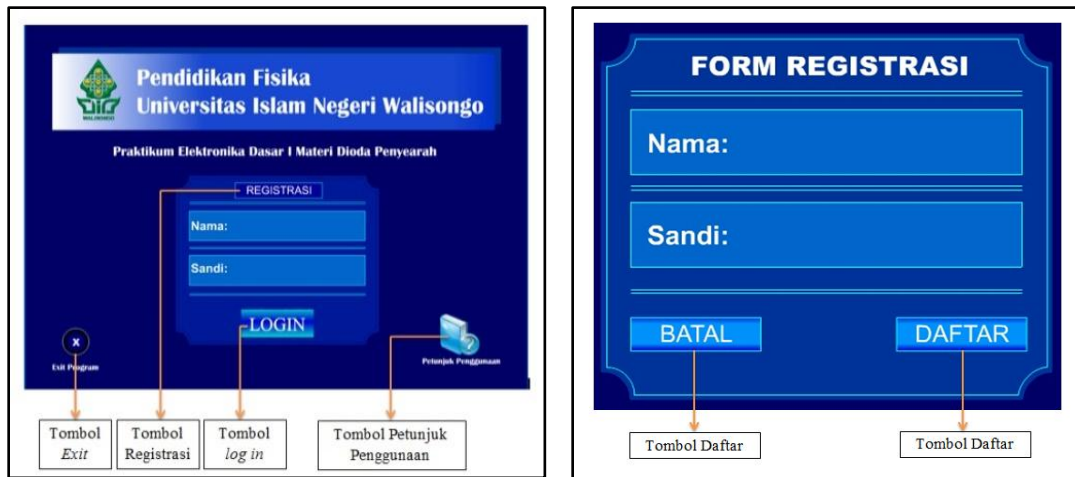 UIN
WALISONGO
Pendidikan Fisika
Universitas Islam Negeri Walisongo
Praktikum Elektronika Dasar I Materi Dioda Penyearah
REGISTRASI
Nama:
Sandi:
LOGIN
x
Exit Program
Petunjuk Penggunaan
Tombol
Exit
Tombol
Registrasi
Tombol
log in
Tombol Petunjuk
Penggunaan
FORM REGISTRASI
Nama:
Sandi:
BATAL
DAFTAR
Tombol Daftar
Tombol Daftar